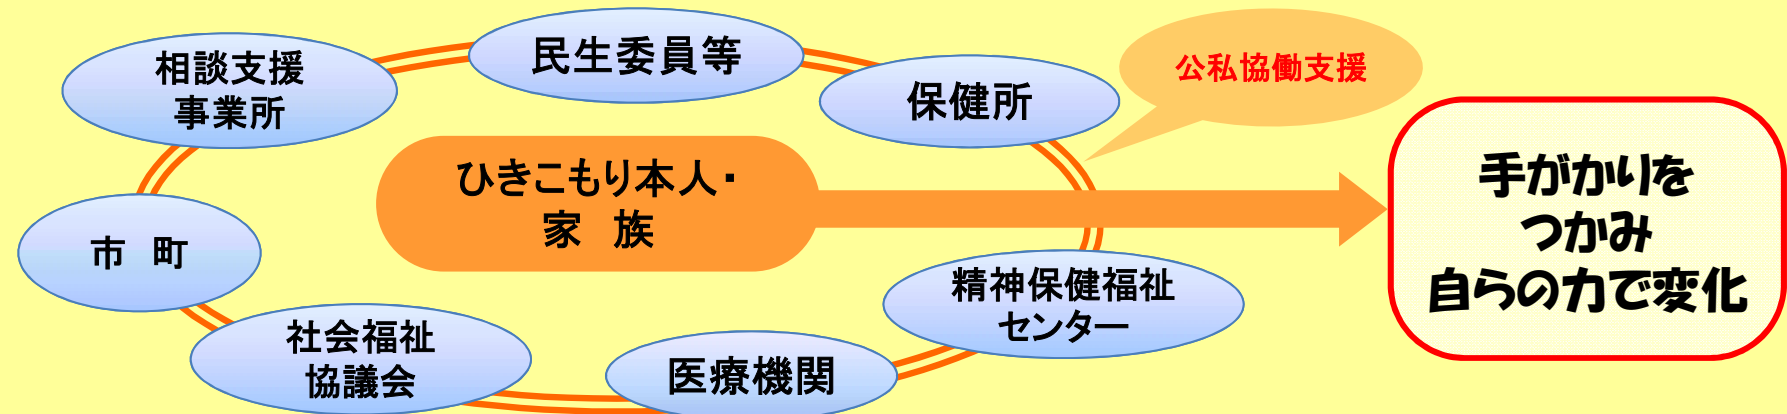 相談支援
事業所
民生委員等
保健所
公私協働支援
ひきこもり本人・
家　族
手がかりを
つかみ
自らの力で変化
市　町
精神保健福祉
センター
社会福祉
協議会
医療機関